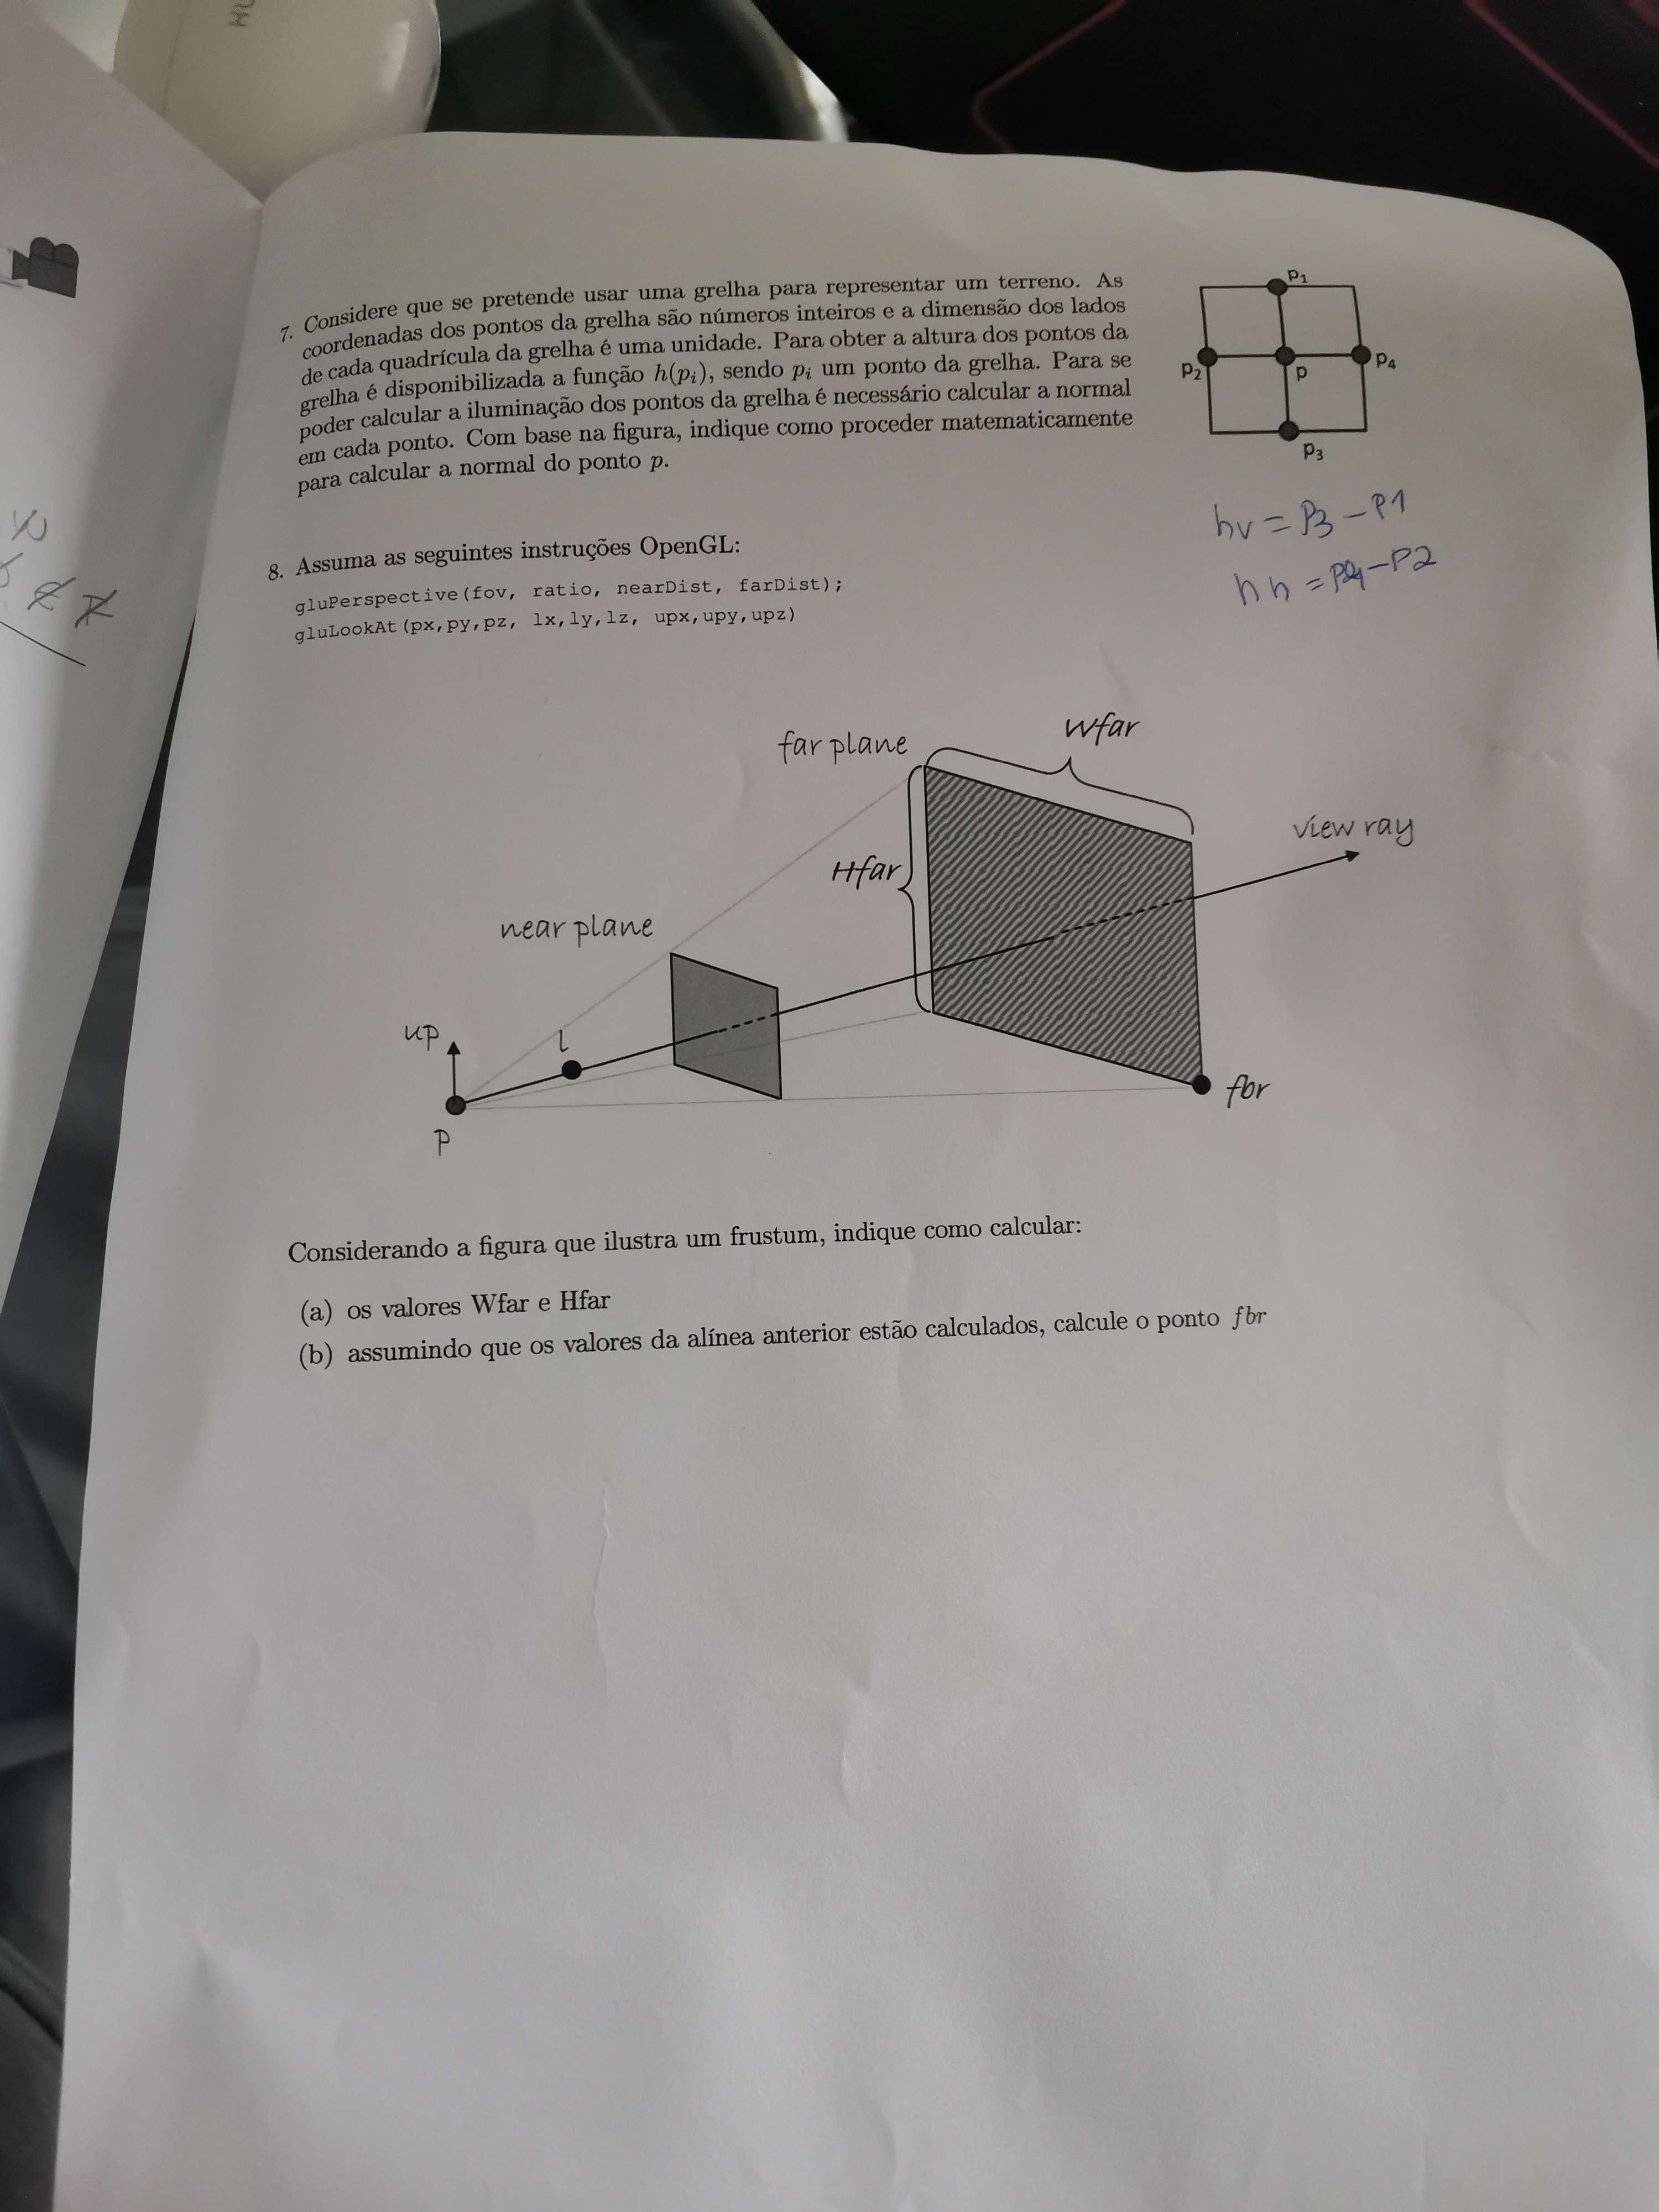 7. Considere que se pretende usar uma grelha para representar um terreno. As
coordenadas dos pontos da grelha são números inteiros e a dimensão dos lados
de cada quadrícula da grelha é uma unidade. Para obter a altura dos pontos da
grelha é disponibilizada a função h(pᵢ), sendo pᵢ um ponto da grelha. Para se
poder calcular a iluminação dos pontos da grelha é necessário calcular a normal
em cada ponto. Com base na figura, indique como proceder matematicamente
para calcular a normal do ponto p.
p₁
p₂
p
p₄
p₃
hv = P3 - P1
hh = P4 - P2
8. Assuma as seguintes instruções OpenGL:
gluPerspective(fov, ratio, nearDist, farDist);
gluLookAt(px,py,pz, lx,ly,lz, upx,upy,upz)
Wfar
far plane
view ray
Hfar
near plane
up
l
fbr
P
Considerando a figura que ilustra um frustum, indique como calcular:
(a) os valores Wfar e Hfar
(b) assumindo que os valores da alínea anterior estão calculados, calcule o ponto fbr